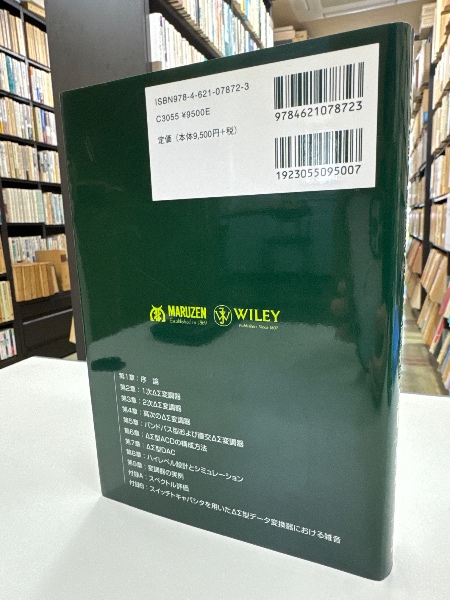 ISBN978-4-621-07872-3
C3055 ¥9500E
定価（本体9,500円+税）
9784621078723
1923055095007
MARUZEN
Established in 1869
WILEY
Publishers Since 1807
第1章：序　論
第2章：1次ΔΣ変調器
第3章：2次ΔΣ変調器
第4章：高次のΔΣ変調器
第5章：バンドパス型および直交ΔΣ変調器
第6章：ΔΣ型ACDの構成方法
第7章：ΔΣ型DAC
第8章：ハイレベル設計とシミュレーション
第9章：変調器の実例
付録A：スペクトル評価
付録B：スイッチトキャパシタを用いたΔΣ型データ変換器における雑音